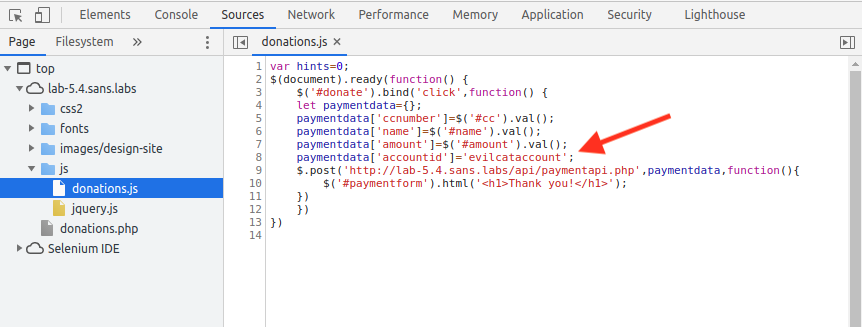 Elements Console Sources Network Performance Memory Application Security Lighthouse
Page Filesystem » donations.js ×
top
lab-5.4.sans.labs
css2
fonts
images/design-site
js
donations.js
jquery.js
donations.php
Selenium IDE
1 var hints=0;
2 $(document).ready(function() {
3 $('#donate').bind('click',function() {
4 let paymentdata={};
5 paymentdata['ccnumber']=$('#cc').val();
6 paymentdata['name']=$('#name').val();
7 paymentdata['amount']=$('#amount').val();
8 paymentdata['accountid']='evilcataccount';
9 $.post('http://lab-5.4.sans.labs/api/paymentapi.php',paymentdata,function(){
10 $('#paymentform').html('<h1>Thank you!</h1>');
11 })
12 })
13 })
14